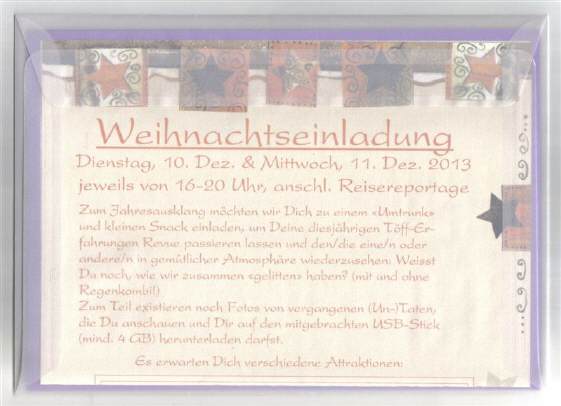 Weihnachtseinladung
Dienstag, 10. Dez. & Mittwoch, 11. Dez. 2013
jeweils von 16-20 Uhr, anschl. Reisereportage
Zum Jahresausklang möchten wir Dich zu einem «Umtrunk»
und kleinen Snack einladen, um Deine diesjährigen Töff-Er-
fahrungen Revue passieren lassen und den/die eine/n oder
andere/n in gemütlicher Atmosphäre wiederzusehen: Weisst
Du noch, wie wir zusammen «gelitten» haben? (mit und ohne
Regenkombi!)
Zum Teil existieren noch Fotos von vergangenen (Un-)Taten,
die Du anschauen und Dir auf den mitgebrachten USB-Stick
(mind. 4 GB) herunterladen darfst.
Es erwarten Dich verschiedene Attraktionen: